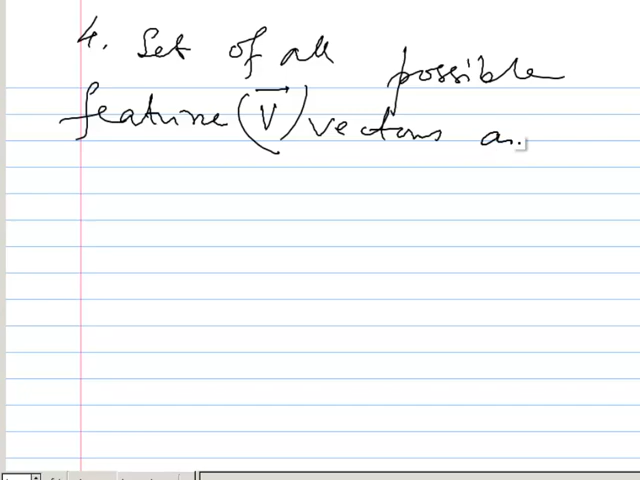 4. Set of all possible
feature (V⃗) vectors